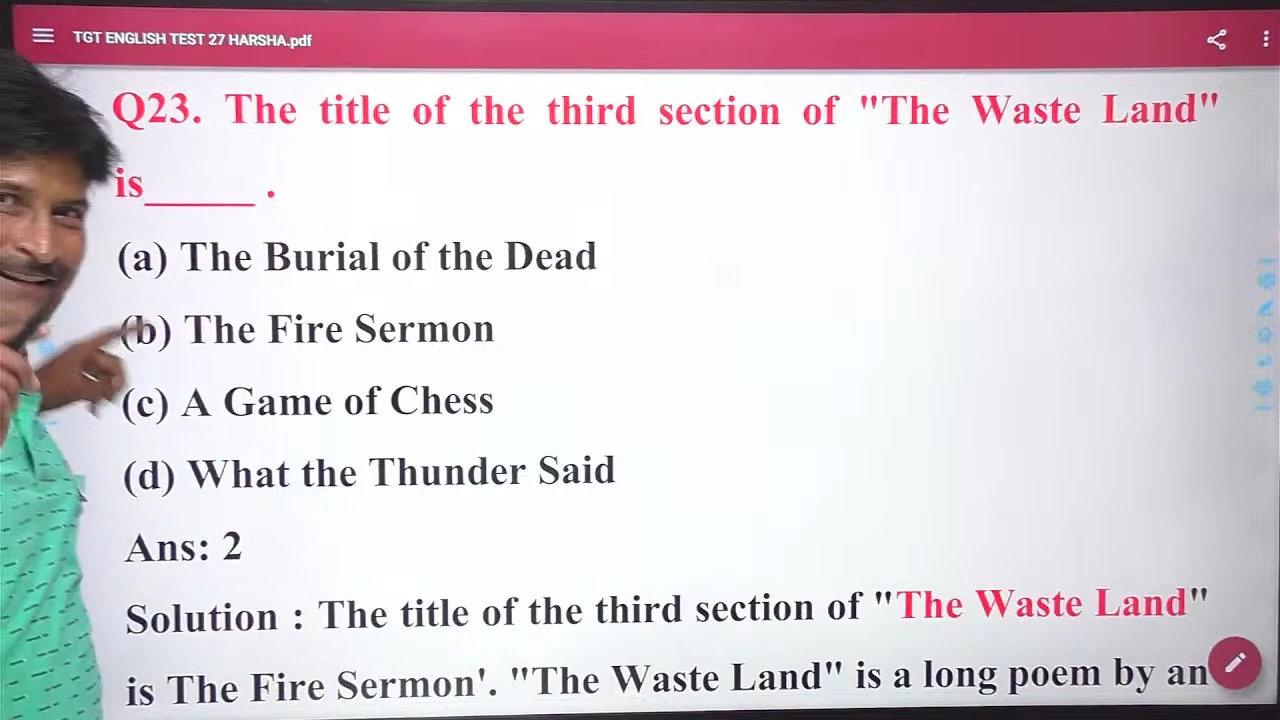 TGT ENGLISH TEST 27 HARSHA.pdf
Q23. The title of the third section of "The Waste Land"
is______ .
(a) The Burial of the Dead
(b) The Fire Sermon
(c) A Game of Chess
(d) What the Thunder Said
Ans: 2
Solution : The title of the third section of "The Waste Land"
is The Fire Sermon'. "The Waste Land" is a long poem by an